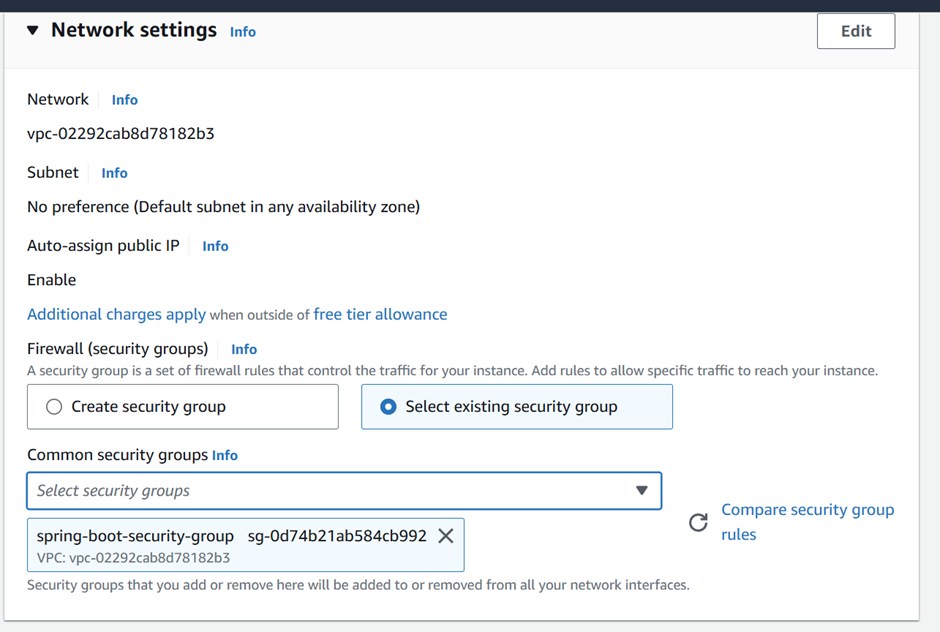 Network settings Info
Edit
Network Info
vpc-02292cab8d78182b3
Subnet Info
No preference (Default subnet in any availability zone)
Auto-assign public IP Info
Enable
Additional charges apply when outside of free tier allowance
Firewall (security groups) Info
A security group is a set of firewall rules that control the traffic for your instance. Add rules to allow specific traffic to reach your instance.
Create security group
Select existing security group
Common security groups Info
Select security groups
Compare security group
rules
spring-boot-security-group sg-0d74b21ab584cb992
VPC: vpc-02292cab8d78182b3
Security groups that you add or remove here will be added to or removed from all your network interfaces.